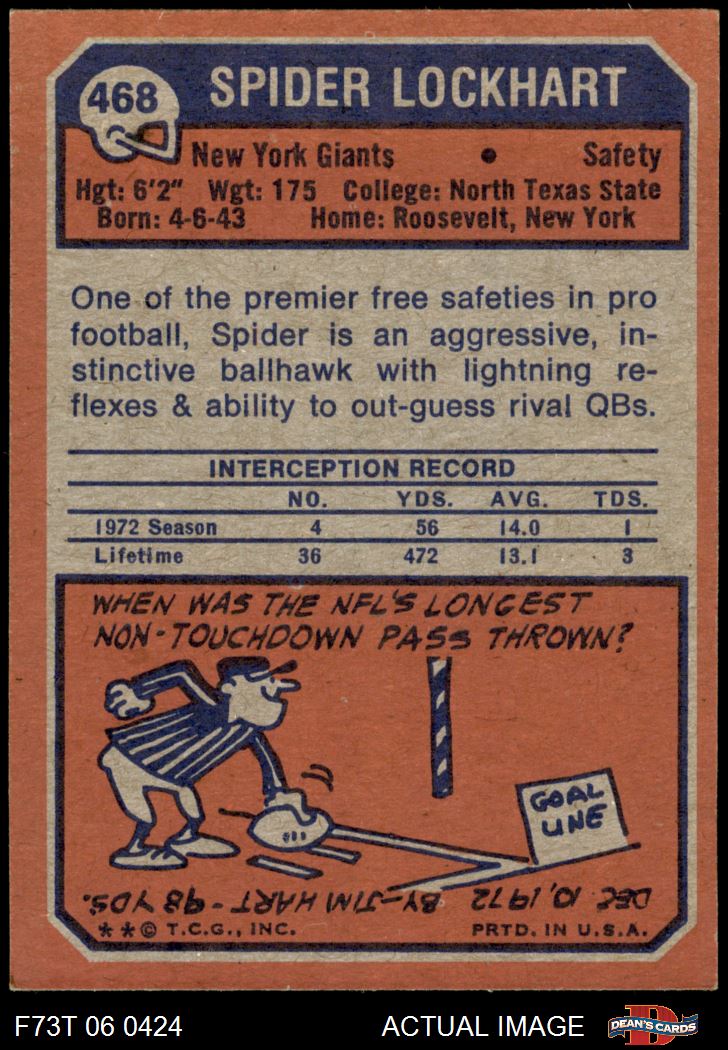 468
SPIDER LOCKHART
New York Giants • Safety
Hgt: 6'2" Wgt: 175 College: North Texas State
Born: 4-6-43 Home: Roosevelt, New York
One of the premier free safeties in pro
football, Spider is an aggressive, in-
stinctive ballhawk with lightning re-
flexes & ability to out-guess rival QBs.
INTERCEPTION RECORD
NO. YDS. AVG. TDS.
1972 Season 4 56 14.0 1
Lifetime 36 472 13.1 3
WHEN WAS THE NFL'S LONGEST
NON-TOUCHDOWN PASS THROWN?
GOAL
LINE
DEC 10, 1972 BY-JIM HART-98 YDS.
**© T.C.G., INC. PRTD. IN U.S.A.
F73T 06 0424 ACTUAL IMAGE D DEAN'S CARDS